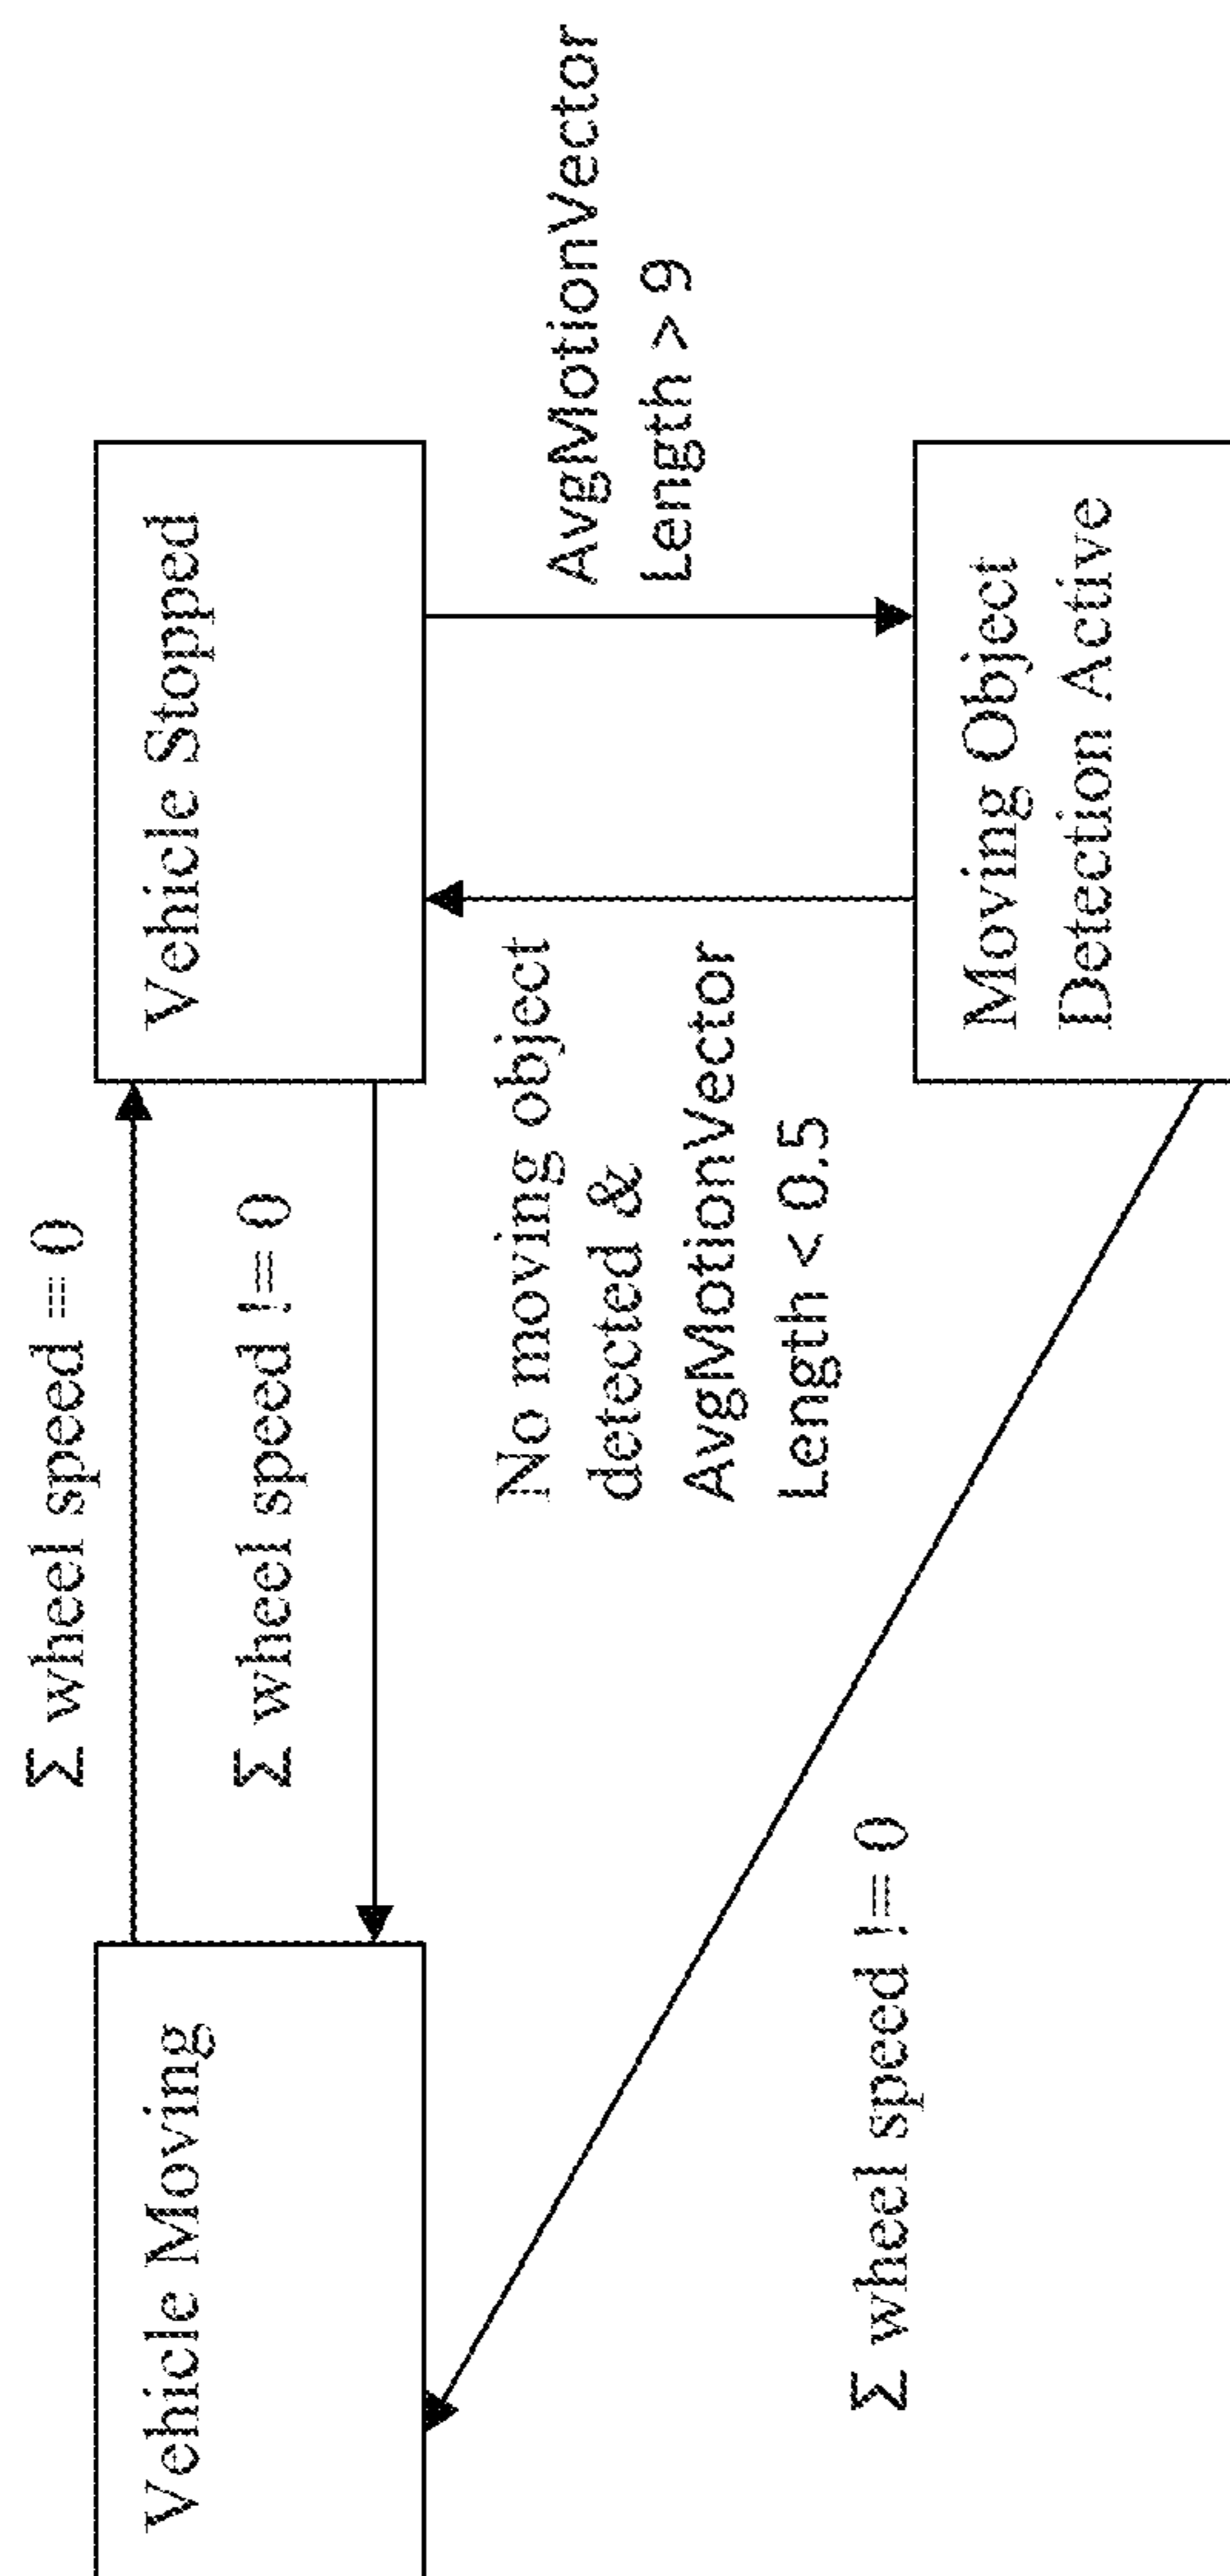 Σ wheel speed == 0
Vehicle Moving
Vehicle Stopped
Σ wheel speed != 0
No moving object
detected &
AvgMotionVector
Length < 0.5
AvgMotionVector
Length > 9
Σ wheel speed != 0
Moving Object
Detection Active